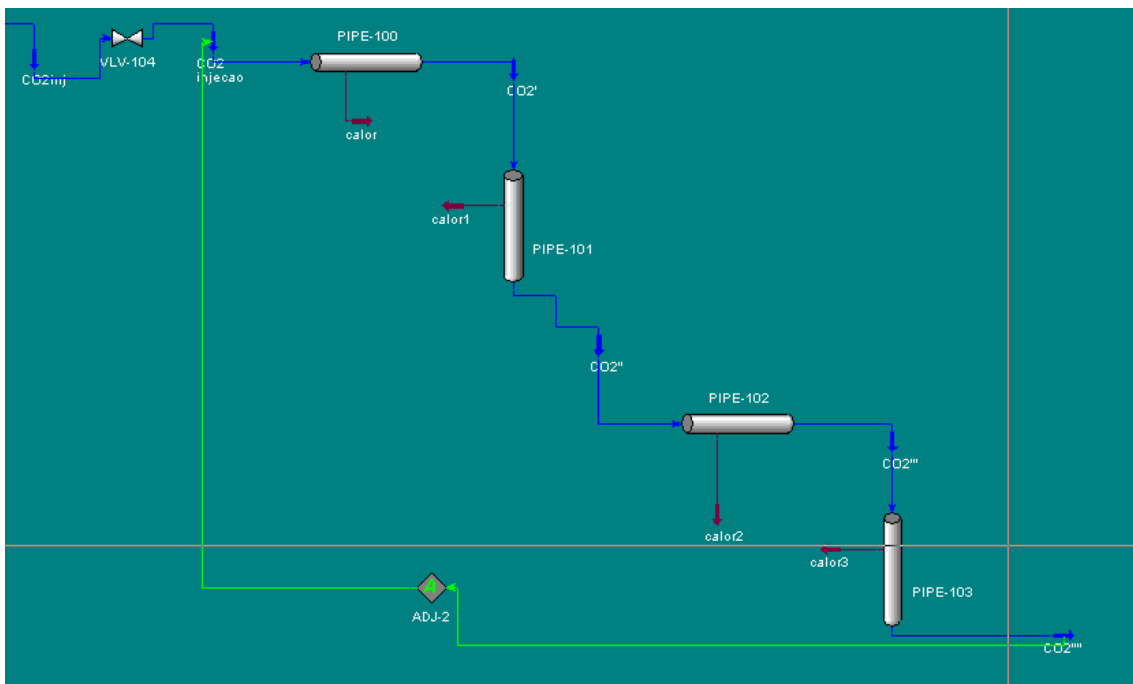 PIPE-100
VLV-104
CO2
injecao
CO2inj
CO2'
calor
calor1
PIPE-101
CO2"
PIPE-102
CO2'"
calor2
calor3
PIPE-103
A
ADJ-2
CO2""